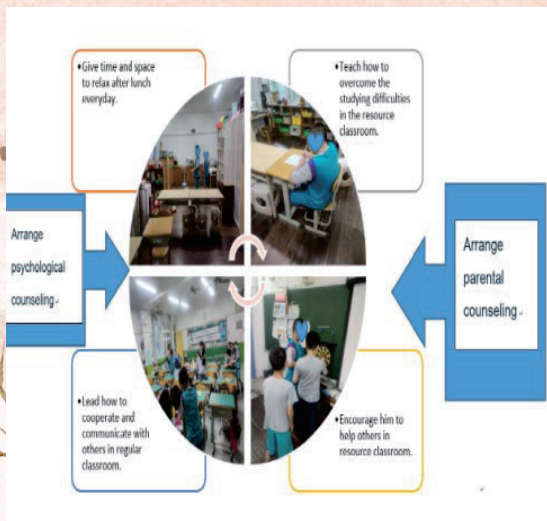 •Give time and space
to relax after lunch
everyday.
•Teach how to
overcome the
studying difficulties
in the resource
classroom.
Arrange
psychological
counseling
Arrange
parental
counseling
•Lead how to
cooperate and
communicate with
others in regular
classroom.
•Encourage him to
help others in
resource classroom.